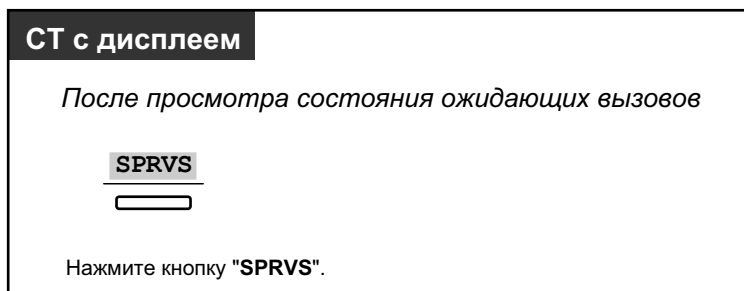 СТ с дисплеем
После просмотра состояния ожидающих вызовов
SPRVS
Нажмите кнопку "SPRVS".